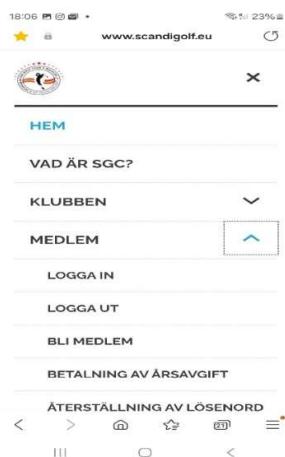 18:06 23%
www.scandigolf.eu
HEM
VAD ÄR SGC?
KLUBBEN
MEDLEM
LOGGA IN
LOGGA UT
BLI MEDLEM
BETALNING AV ÅRSAVGIFT
ÅTERSTÄLLNING AV LÖSENORD